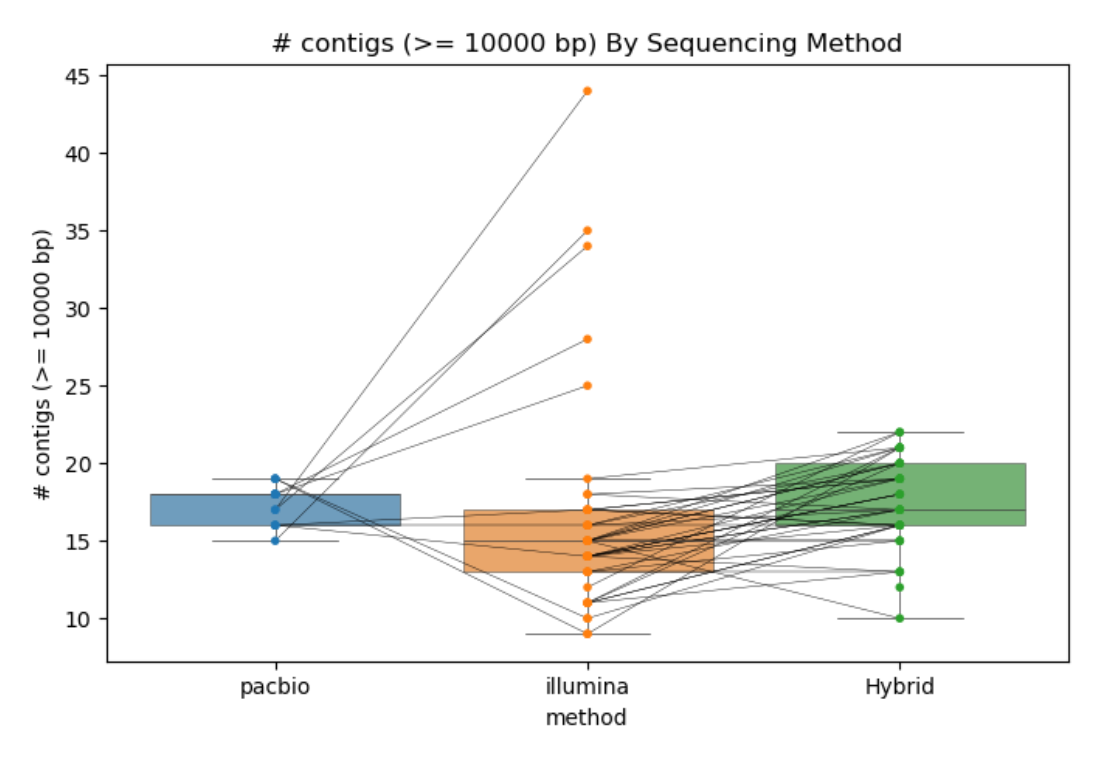 # contigs (>= 10000 bp) By Sequencing Method
# contigs (>= 10000 bp)
45
40
35
30
25
20
15
10
pacbio
illumina
Hybrid
method